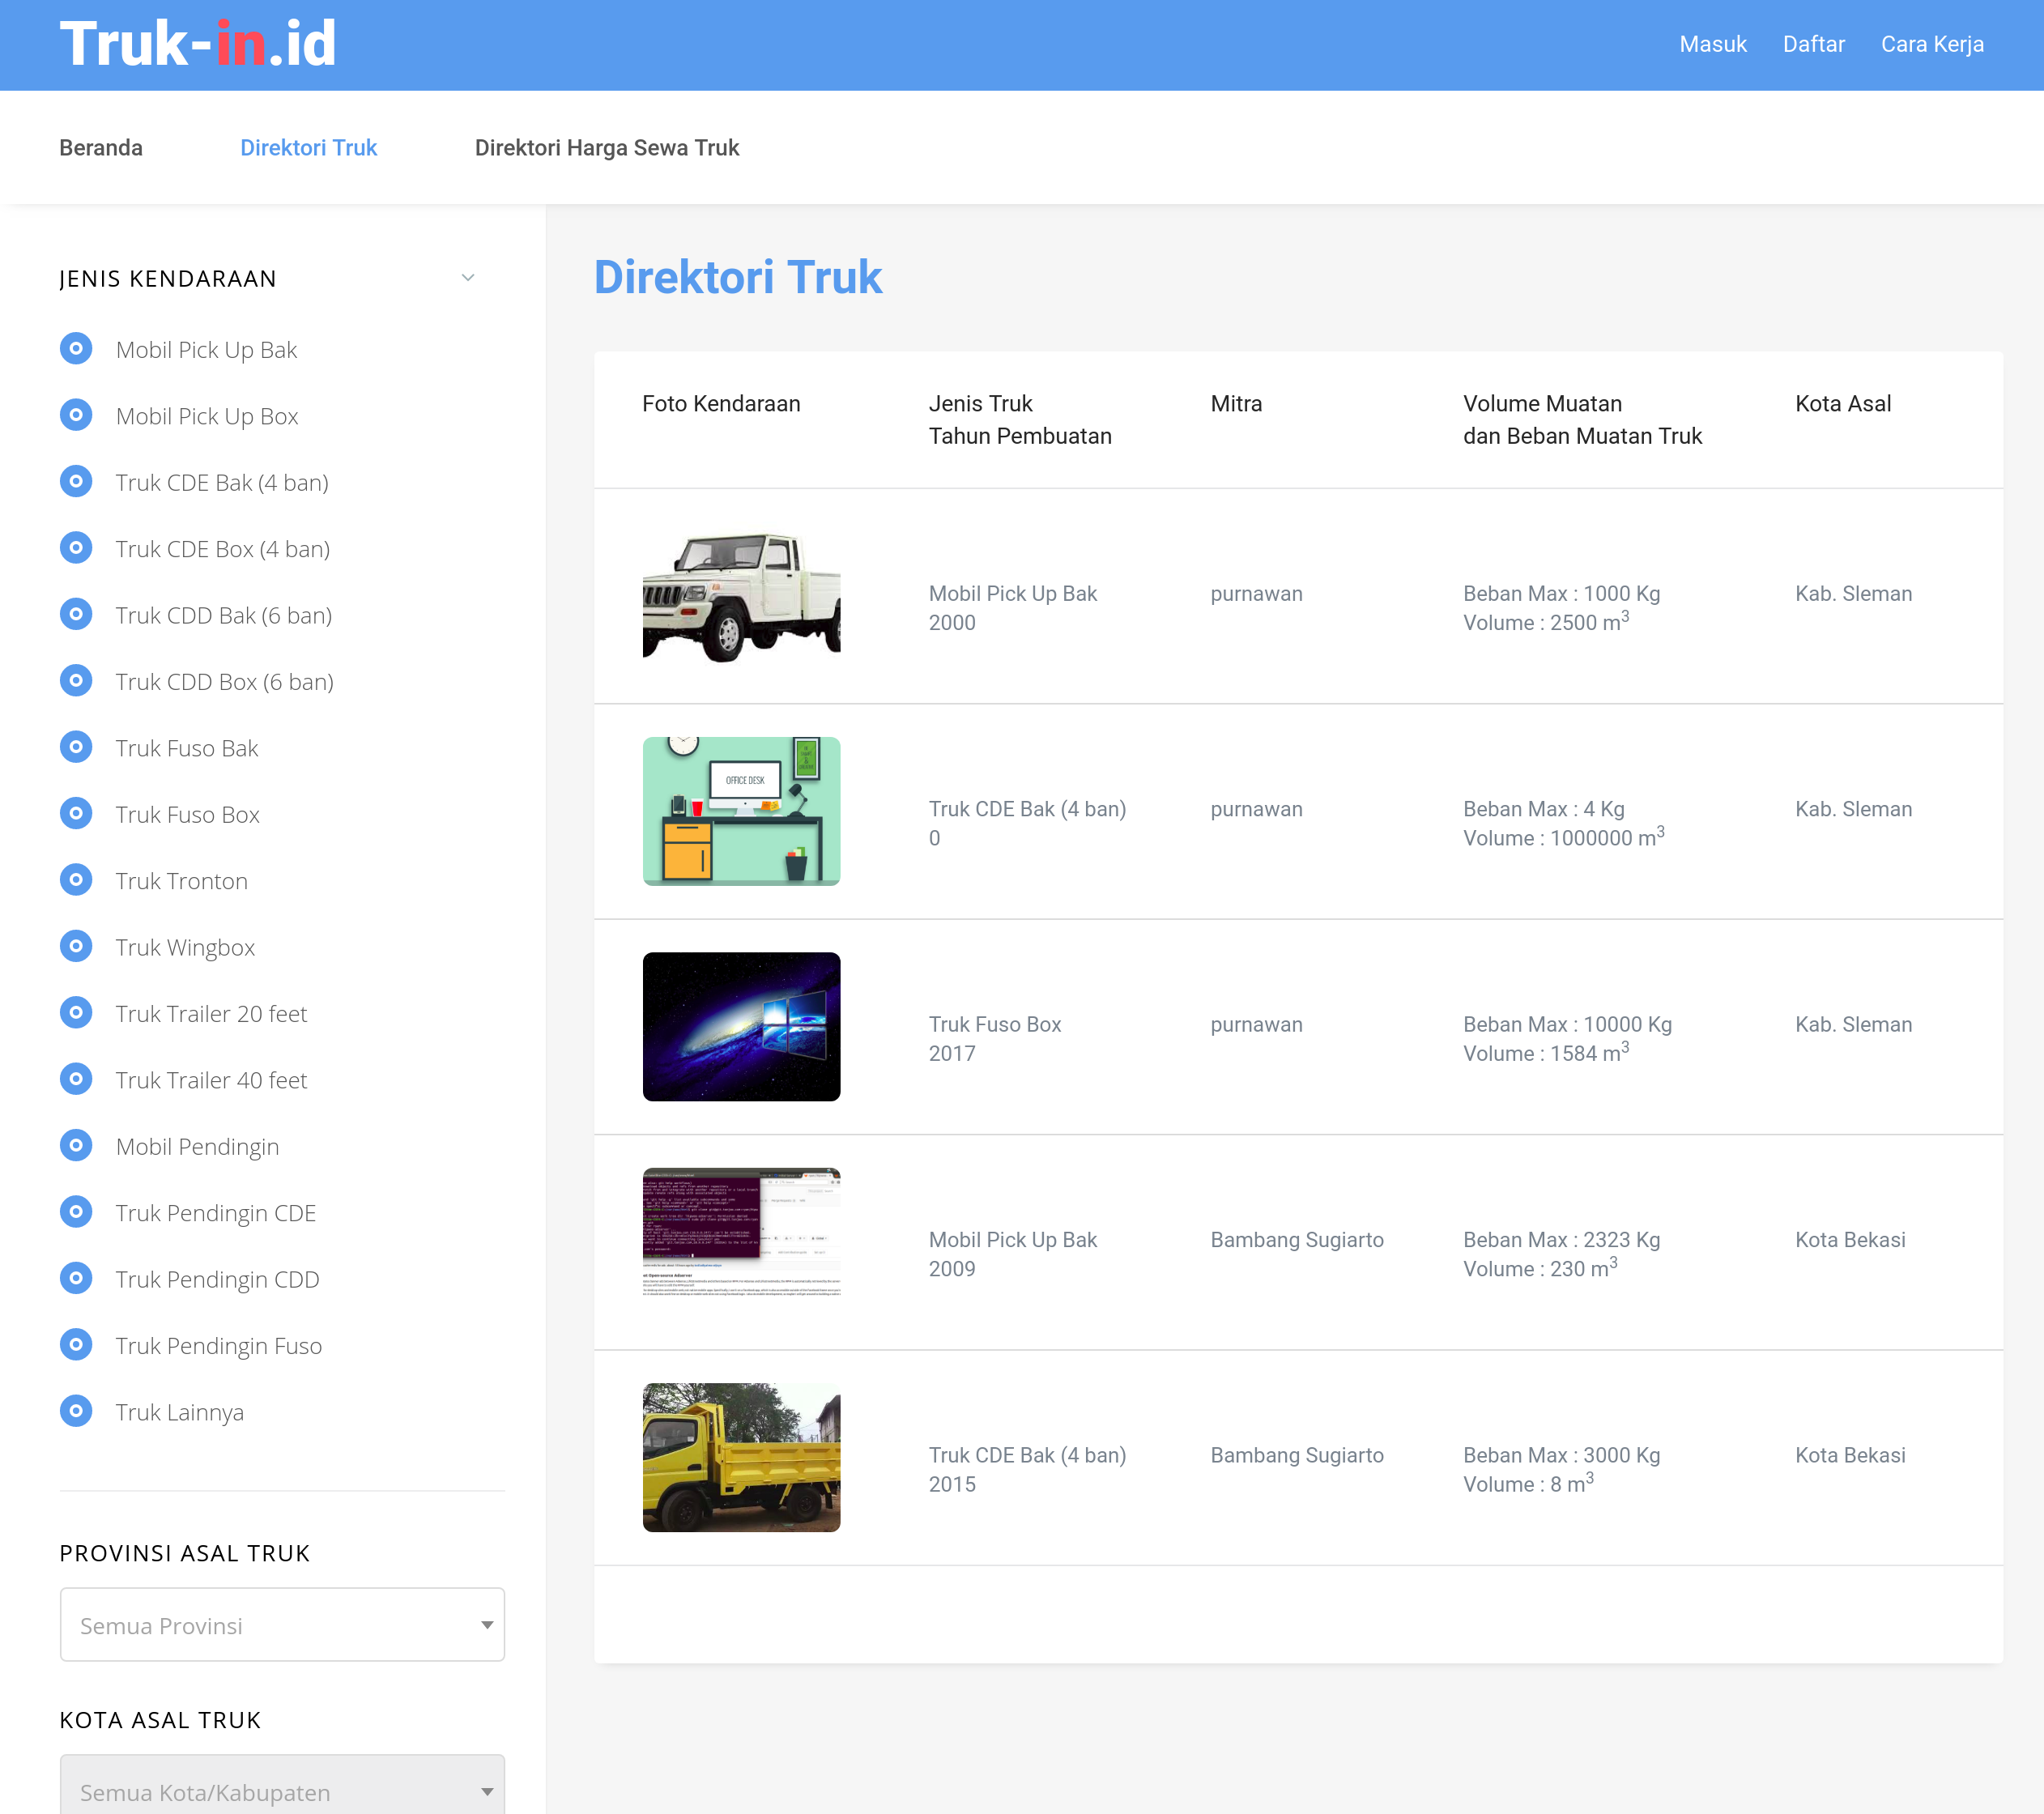 Truk-in.id
Masuk
Daftar
Cara Kerja
Beranda
Direktori Truk
Direktori Harga Sewa Truk
JENIS KENDARAAN
Mobil Pick Up Bak
Mobil Pick Up Box
Truk CDE Bak (4 ban)
Truk CDE Box (4 ban)
Truk CDD Bak (6 ban)
Truk CDD Box (6 ban)
Truk Fuso Bak
Truk Fuso Box
Truk Tronton
Truk Wingbox
Truk Trailer 20 feet
Truk Trailer 40 feet
Mobil Pendingin
Truk Pendingin CDE
Truk Pendingin CDD
Truk Pendingin Fuso
Truk Lainnya
PROVINSI ASAL TRUK
Semua Provinsi
KOTA ASAL TRUK
Semua Kota/Kabupaten
Direktori Truk
Foto Kendaraan
Jenis Truk
Tahun Pembuatan
Mitra
Volume Muatan
dan Beban Muatan Truk
Kota Asal
Mobil Pick Up Bak
2000
purnawan
Beban Max : 1000 Kg
Volume : 2500 m³
Kab. Sleman
OFFICE DESK
Truk CDE Bak (4 ban)
0
purnawan
Beban Max : 4 Kg
Volume : 1000000 m³
Kab. Sleman
Truk Fuso Box
2017
purnawan
Beban Max : 10000 Kg
Volume : 1584 m³
Kab. Sleman
Mobil Pick Up Bak
2009
Bambang Sugiarto
Beban Max : 2323 Kg
Volume : 230 m³
Kota Bekasi
Truk CDE Bak (4 ban)
2015
Bambang Sugiarto
Beban Max : 3000 Kg
Volume : 8 m³
Kota Bekasi